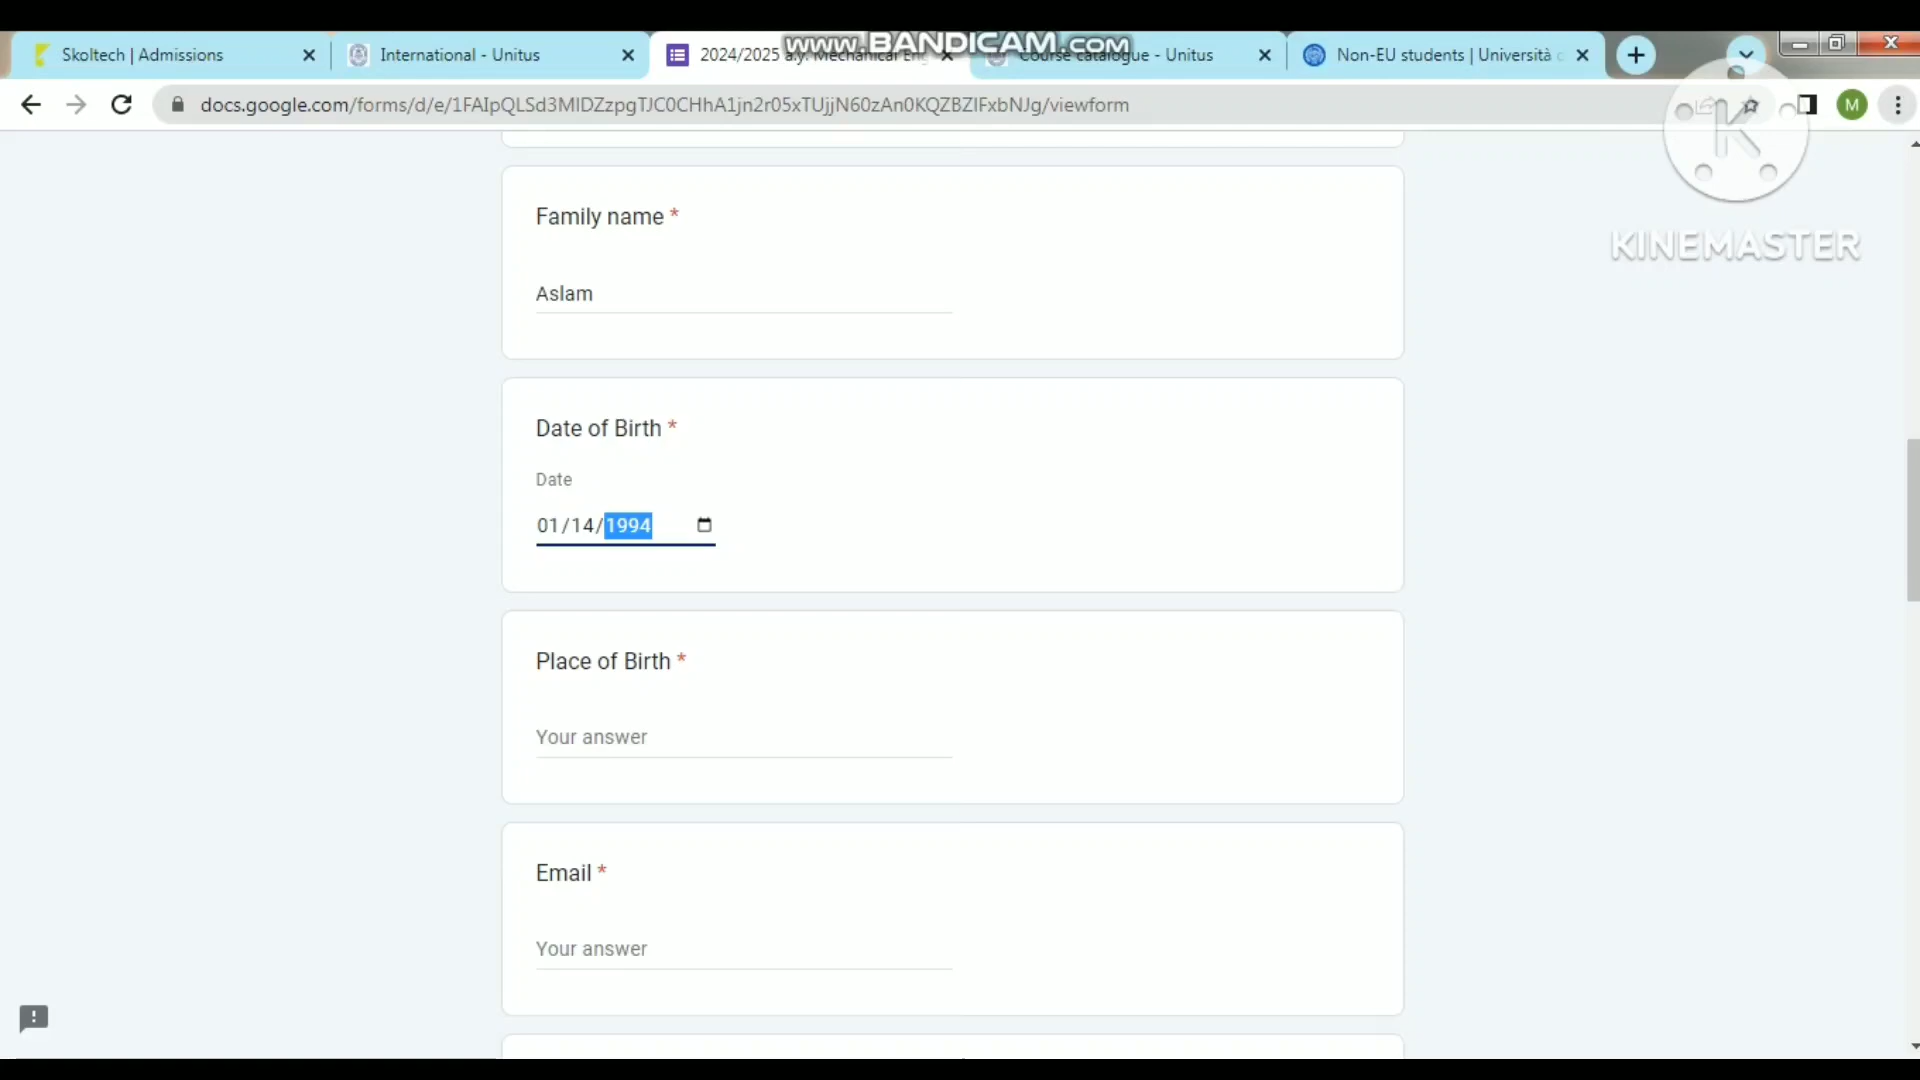 www.BANDICAM.com
Skoltech | Admissions
International - Unitus
2024/2025 a.y. Mechanical En
Course catalogue - Unitus
Non-EU students | Università
docs.google.com/forms/d/e/1FAIpQLSd3MIDZzpgTJC0CHhA1jn2r05xTUjjN60zAn0KQZBZIFxbNJg/viewform
M
K
KINEMASTER
Family name *
Aslam
Date of Birth *
Date
01/14/1994
Place of Birth *
Your answer
Email *
Your answer